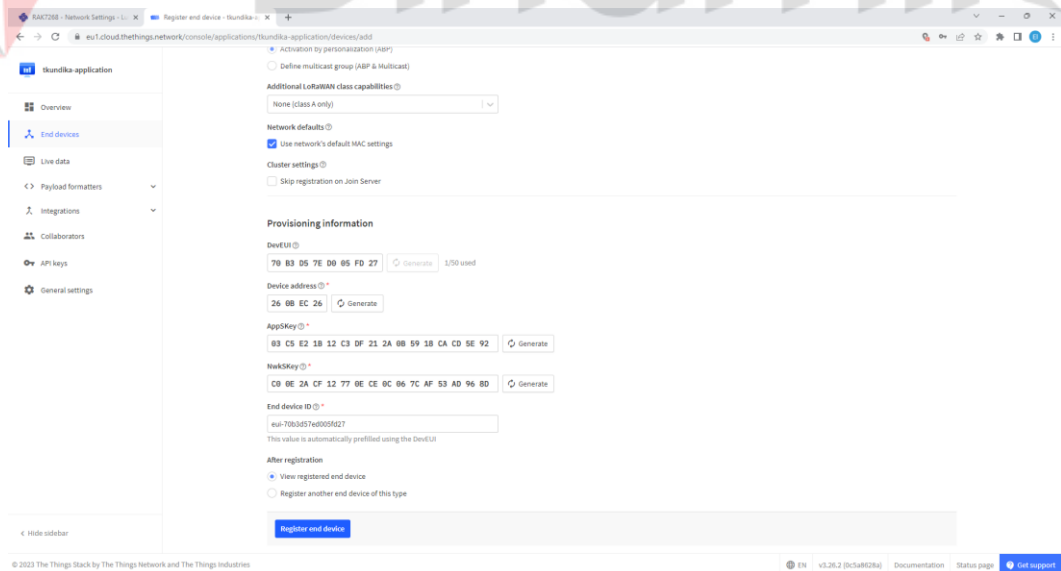 RAK7268 - Network Settings - L
Register end device - tkundika-a
eu1.cloud.thethings.network/console/applications/tkundika-application/devices/add
tkundika-application
Overview
End devices
Live data
Payload formatters
Integrations
Collaborators
API keys
General settings
Hide sidebar
Activation by personalization (ABP)
Define multicast group (ABP & Multicast)
Additional LoRaWAN class capabilities
None (class A only)
Network defaults
Use network's default MAC settings
Cluster settings
Skip registration on Join Server
Provisioning information
DevEUI
70 B3 D5 7E D0 05 FD 27 Generate 1/50 used
Device address *
26 0B EC 26 Generate
AppSKey *
03 C5 E2 1B 12 C3 DF 21 2A 0B 59 18 CA CD 5E 92 Generate
NwkSKey *
C0 0E 2A CF 12 77 0E CE 0C 06 7C AF 53 AD 96 8D Generate
End device ID *
eui-70b3d57ed005fd27
This value is automatically prefilled using the DevEUI
After registration
View registered end device
Register another end device of this type
Register end device
© 2023 The Things Stack by The Things Network and The Things Industries
EN v3.26.2 (0c5a8628a) Documentation Status page Get support